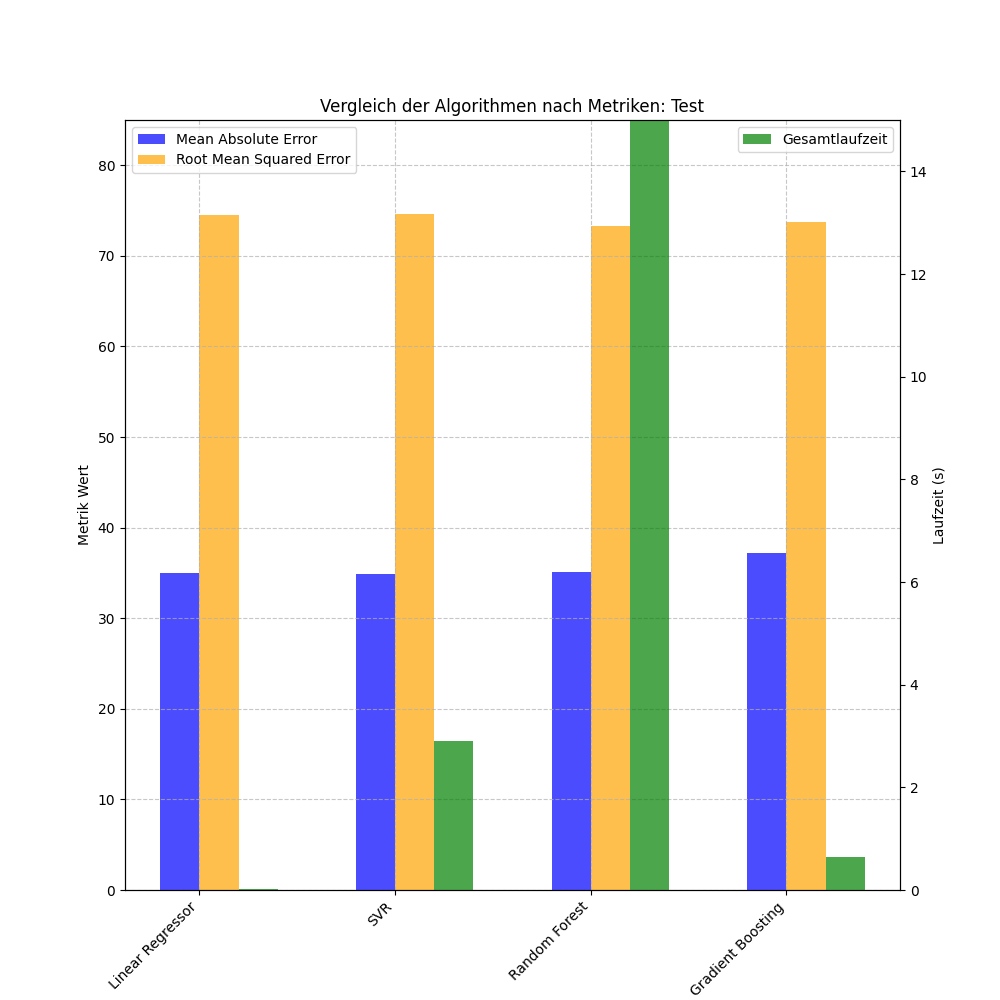 Vergleich der Algorithmen nach Metriken: Test
Mean Absolute Error
Root Mean Squared Error
Gesamtlaufzeit
80
70
60
50
40
30
20
10
0
Metrik Wert
14
12
10
8
6
4
2
0
Laufzeit (s)
Linear Regressor
SVR
Random Forest
Gradient Boosting